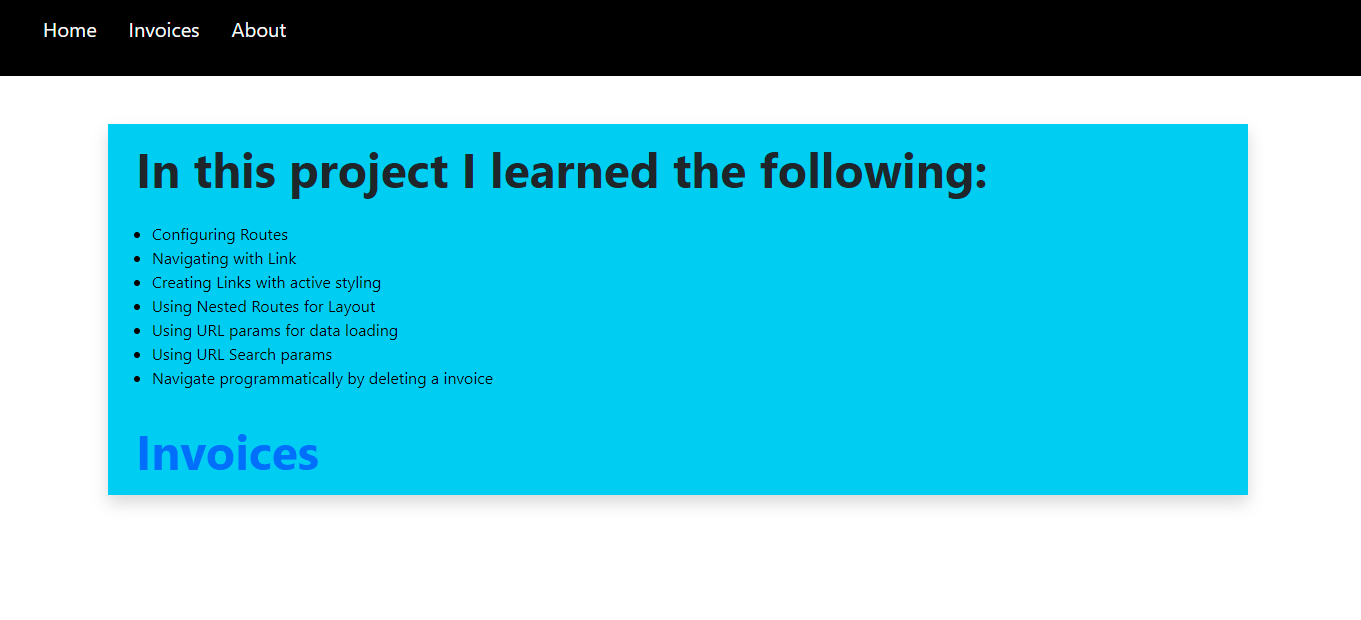 Home Invoices About
In this project I learned the following:
Configuring Routes
Navigating with Link
Creating Links with active styling
Using Nested Routes for Layout
Using URL params for data loading
Using URL Search params
Navigate programmatically by deleting a invoice
Invoices